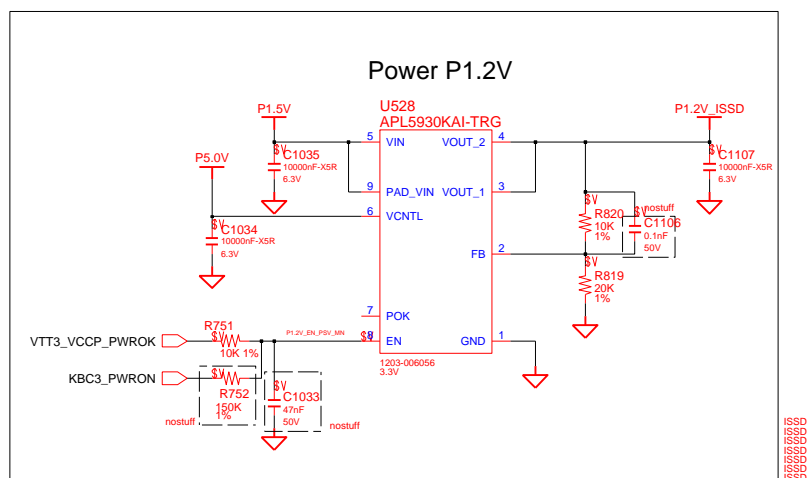 Power P1.2V
U528
APL5930KAI-TRG
P1.5V
P1.2V_ISSD
5 VIN VOUT_2 4
$V
C1035
10000nF-X5R
6.3V
$V
C1107
10000nF-X5R
6.3V
P5.0V
9 PAD_VIN VOUT_1 3
6 VCNTL
$V
C1034
10000nF-X5R
6.3V
$V
R820
10K
1%
$V nostuff
C1106
0.1nF
50V
FB 2
$V
R819
20K
1%
7 POK
VTT3_VCCP_PWROK
R751
$V
10K 1%
P1.2V_EN_PSV_MN
$V
8 EN GND 1
1203-006056
3.3V
KBC3_PWRON
$V
R752
150K
1%
nostuff
$V
C1033
47nF
50V
nostuff
ISSD
ISSD
ISSD
ISSD
ISSD
ISSD
ISSD